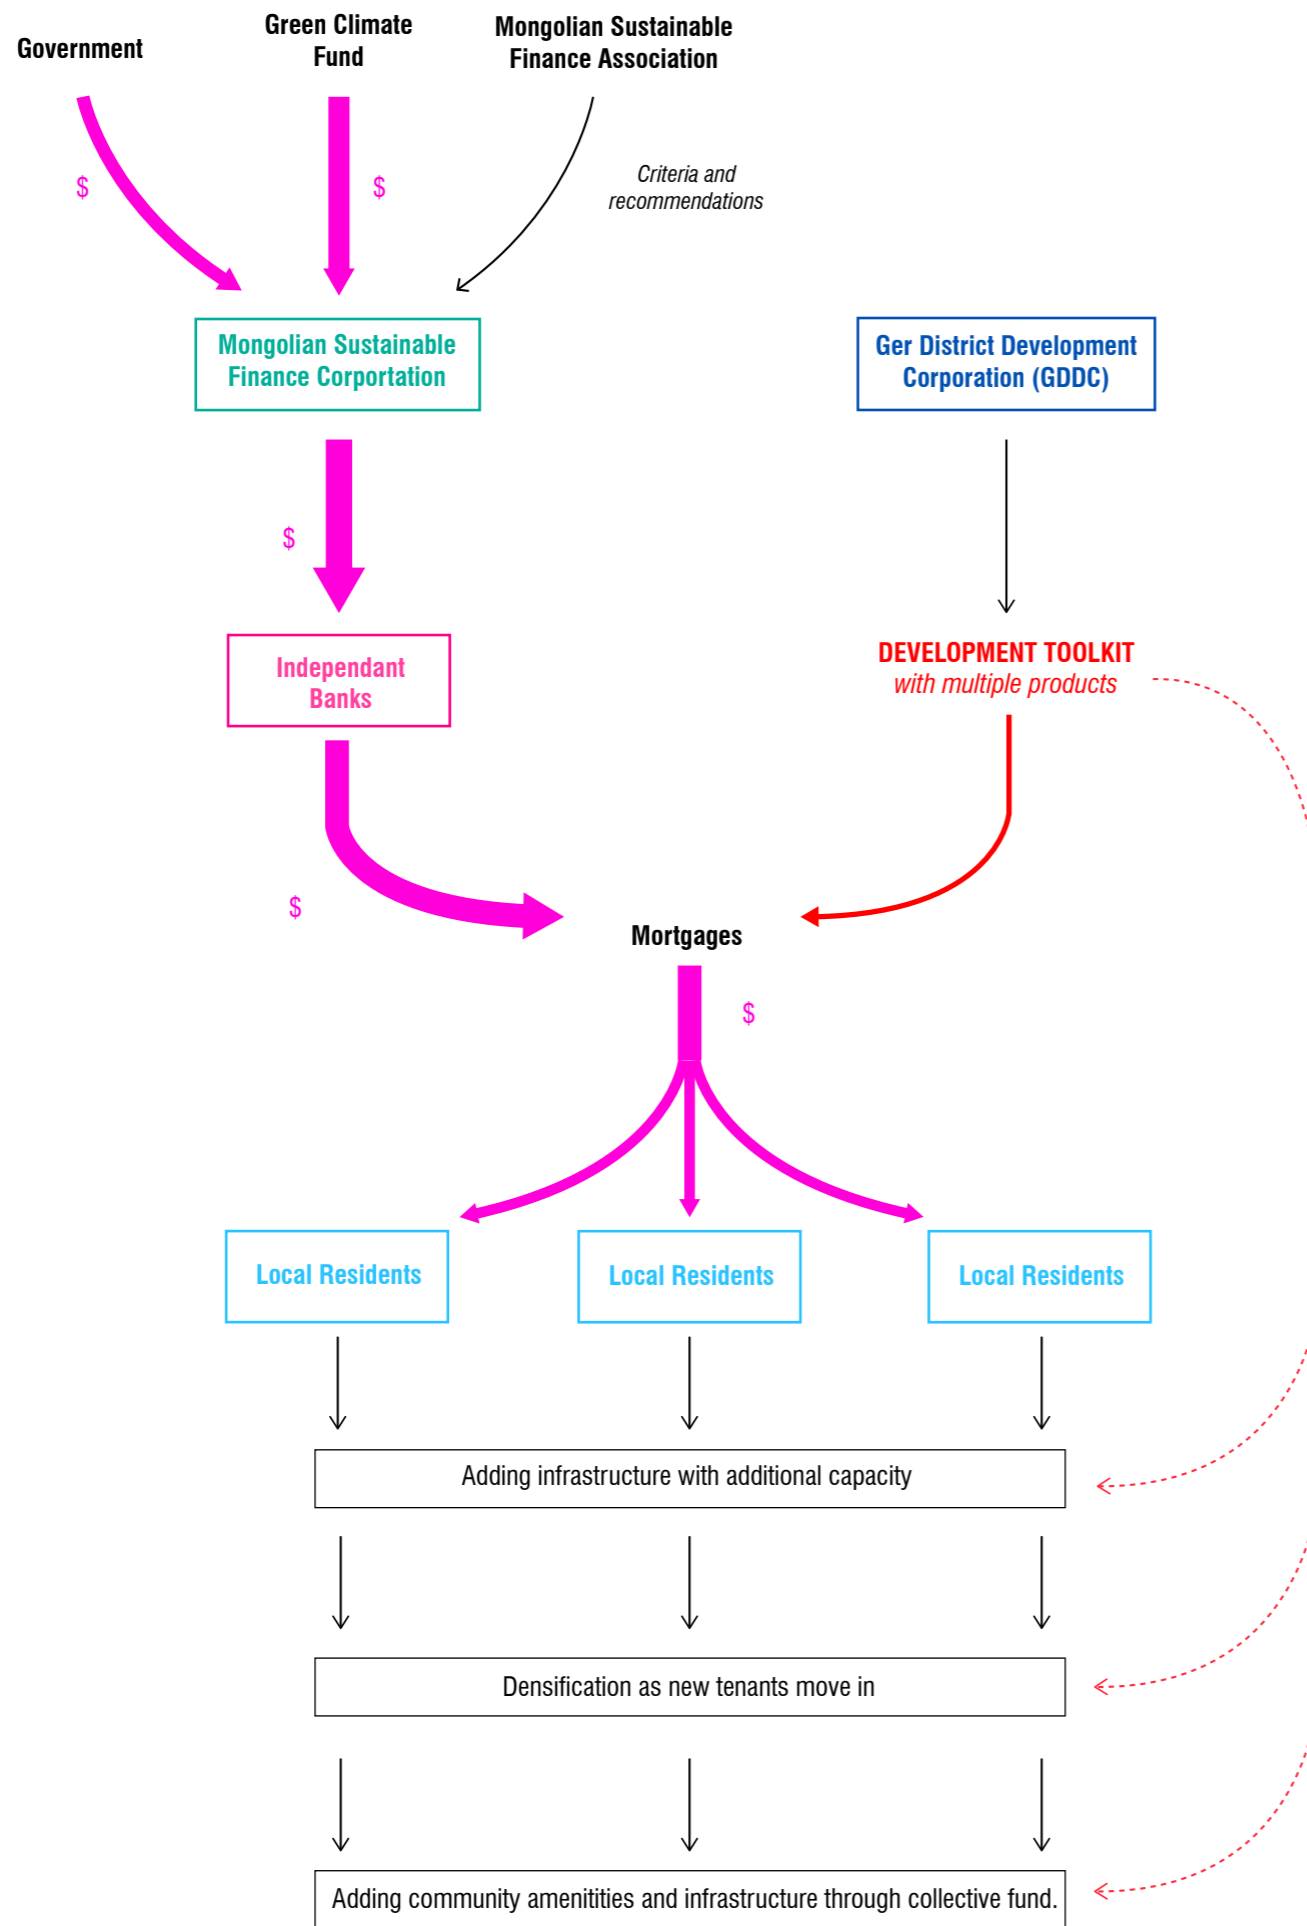 Government
Green Climate
Fund
Mongolian Sustainable
Finance Association
$
$
Criteria and
recommendations
Mongolian Sustainable
Finance Corportation
Ger District Development
Corporation (GDDC)
$
Independant
Banks
DEVELOPMENT TOOLKIT
with multiple products
$
Mortgages
$
Local Residents
Local Residents
Local Residents
Adding infrastructure with additional capacity
Densification as new tenants move in
Adding community amenitities and infrastructure through collective fund.